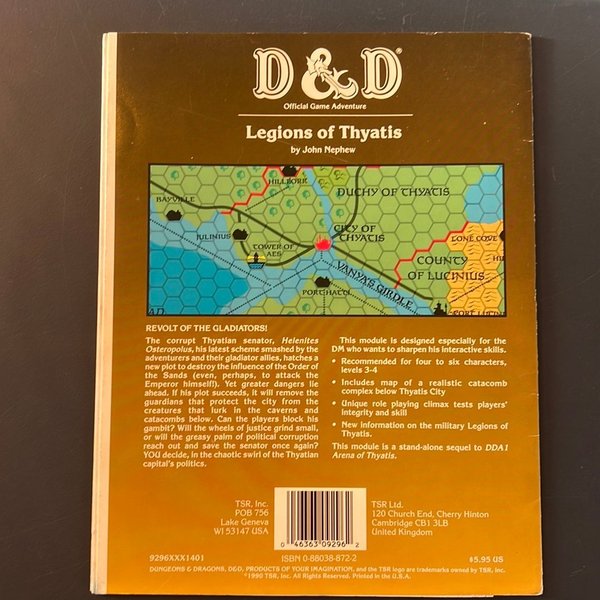 D&D®
Official Game Adventure
Legions of Thyatis
by John Nephew
HILLFORK
DUCHY OF THYATIS
BAYVILLE
JULINIUS
CITY OF
THYATIS
TOWER OF
AES
LONE COVE
COUNTY
OF LUCINIUS
VANYA'S GIRDLE
PORT LUCIN
REVOLT OF THE GLADIATORS!
The corrupt Thyatian senator, Helenites
Osteropolus, his latest scheme smashed by the
adventurers and their gladiator allies, hatches a
new plot to destroy the influence of the Order of
the Sands (even, perhaps, to attack the
Emperor himself!). Yet greater dangers lie
ahead. If his plot succeeds, it will remove the
guardians that protect the city from the
creatures that lurk in the caverns and
catacombs below. Can the players block his
gambit? Will the wheels of justice grind small,
or will the greasy palm of political corruption
reach out and save the senator once again?
YOU decide, in the chaotic swirl of the Thyatian
capital's politics.
This module is designed especially for the
DM who wants to sharpen his interactive skills.
• Recommended for four to six characters,
levels 3-4
• Includes map of a realistic catacomb
complex below Thyatis City
• Unique role playing climax tests players'
integrity and skill
• New information on the military Legions of
Thyatis.
This module is a stand-alone sequel to DDA1
Arena of Thyatis.
TSR, Inc.
POB 756
Lake Geneva
WI 53147 USA
0 46363 09296 2
TSR Ltd.
120 Church End, Cherry Hinton
Cambridge CB1 3LB
United Kingdom
9296XXX1401
ISBN 0-88038-872-2
$5.95 US
DUNGEONS & DRAGONS, D&D, PRODUCTS OF YOUR IMAGINATION, and the TSR logo are trademarks owned by TSR, Inc.
©1990 TSR, Inc. All Rights Reserved. Printed in the U.S.A.